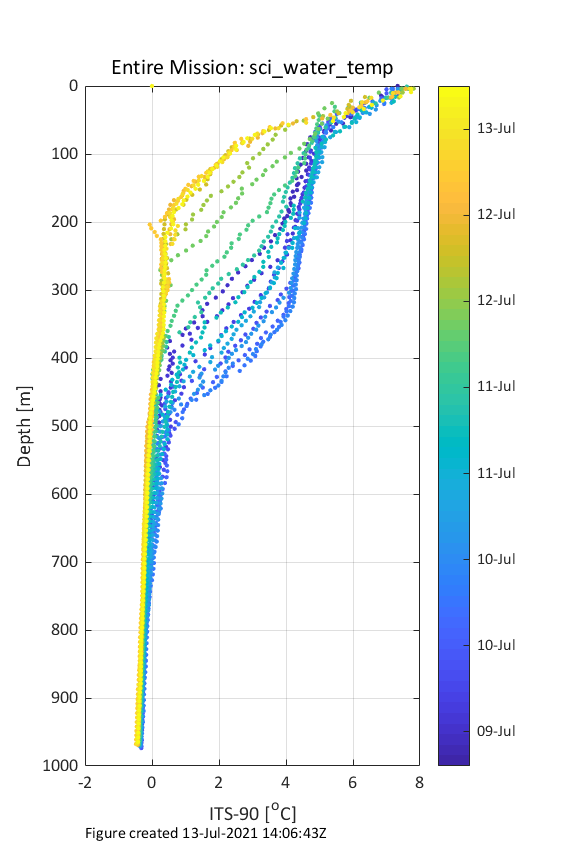 Entire Mission: sci_water_temp
0
100
200
300
400
500
600
700
800
900
1000
Depth [m]
-2 0 2 4 6 8
ITS-90 [°C]
13-Jul
12-Jul
12-Jul
11-Jul
11-Jul
10-Jul
10-Jul
09-Jul
Figure created 13-Jul-2021 14:06:43Z